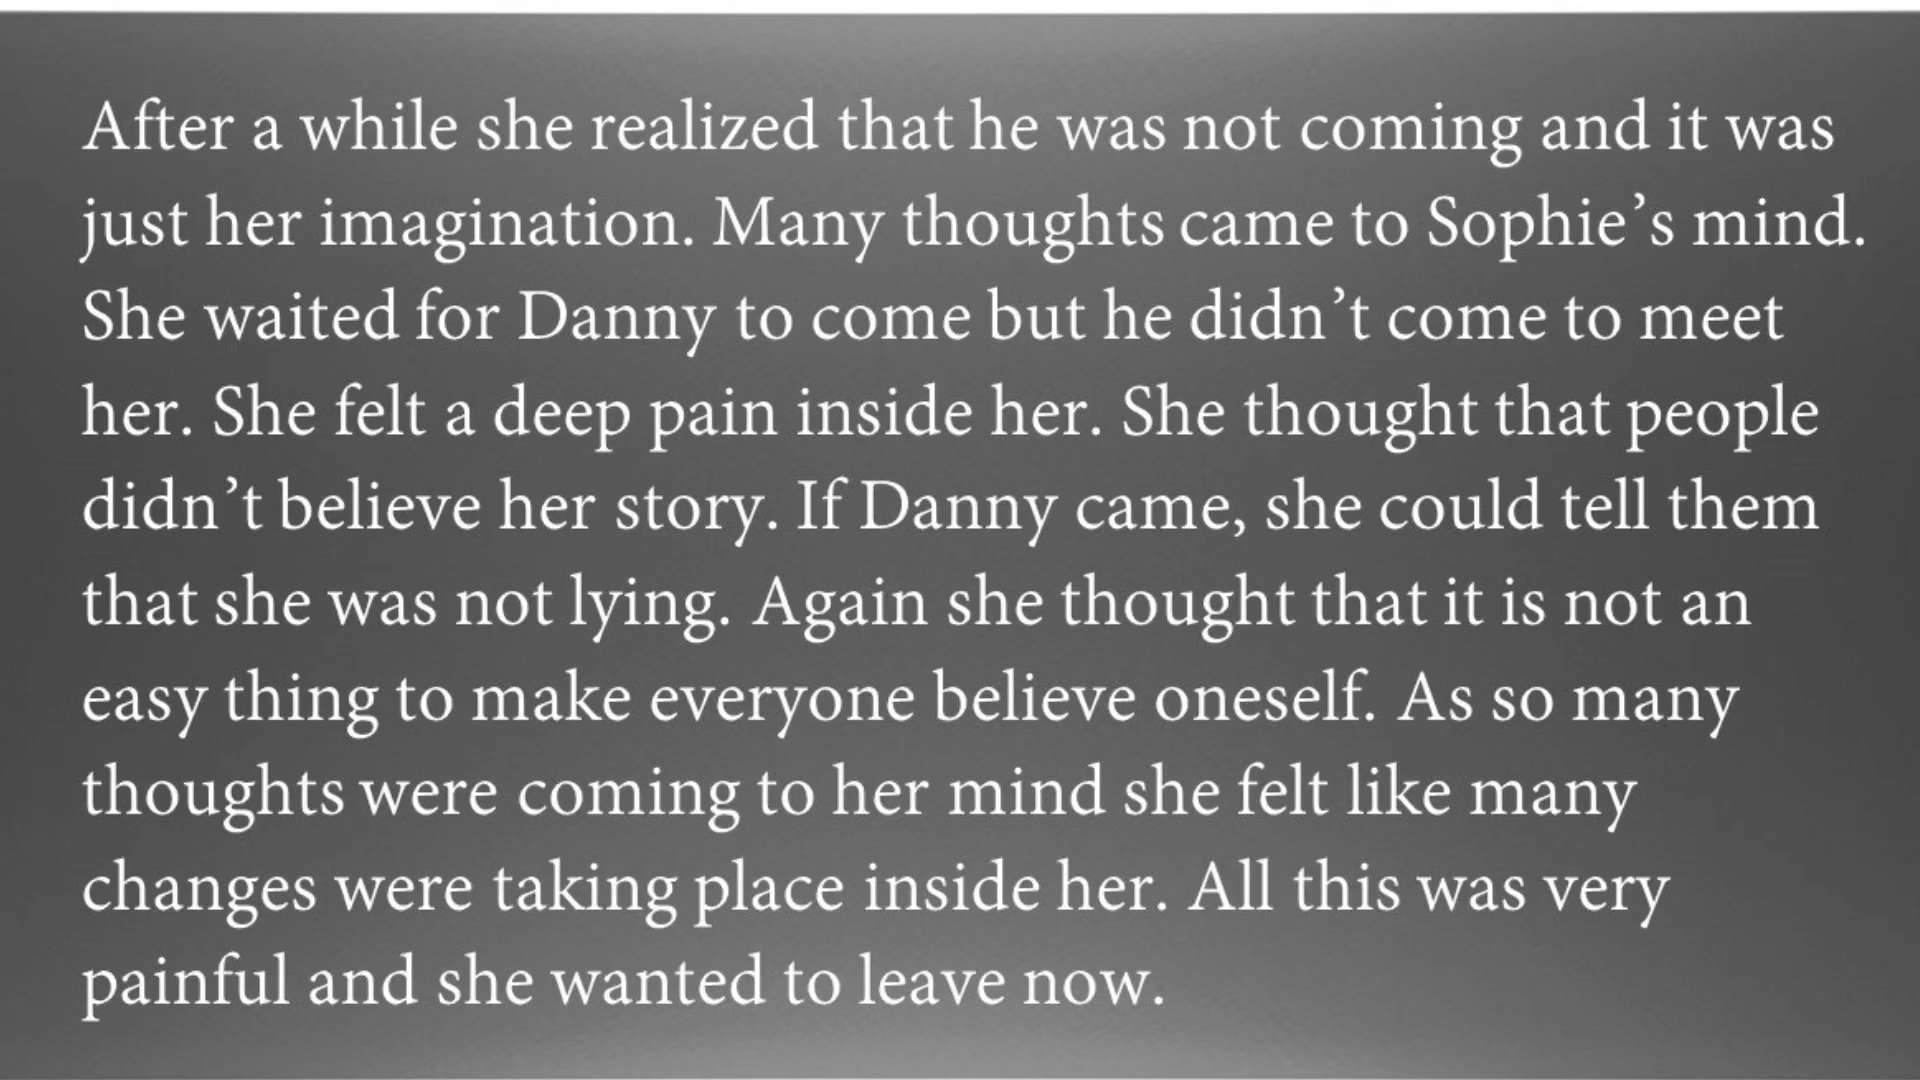 After a while she realized that he was not coming and it was
just her imagination. Many thoughts came to Sophie’s mind.
She waited for Danny to come but he didn’t come to meet
her. She felt a deep pain inside her. She thought that people
didn’t believe her story. If Danny came, she could tell them
that she was not lying. Again she thought that it is not an
easy thing to make everyone believe oneself. As so many
thoughts were coming to her mind she felt like many
changes were taking place inside her. All this was very
painful and she wanted to leave now.